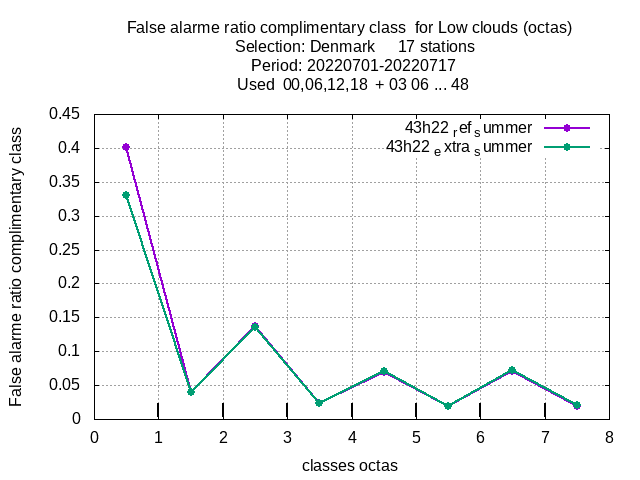 False alarme ratio complimentary class  for Low clouds (octas)
Selection: Denmark     17 stations
Period: 20220701-20220717
Used  00,06,12,18  + 03 06 ... 48
False alarme ratio complimentary class
0.45
0.4
0.35
0.3
0.25
0.2
0.15
0.1
0.05
0
43h22 ref summer
43h22 extra summer
0 1 2 3 4 5 6 7 8
classes octas